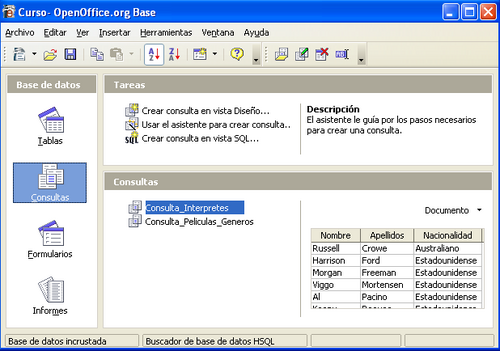 Curso- OpenOffice.org Base
Archivo Editar Ver Insertar Herramientas Ventana Ayuda
Base de datos
Tablas
Consultas
Formularios
Informes
Tareas
Crear consulta en vista Diseño...
Usar el asistente para crear consulta..
Crear consulta en vista SQL...
Descripción
El asistente le guía por los pasos necesarios
para crear una consulta.
Consultas
Consulta_Interpretes
Consulta_Peliculas_Generos
Documento
Nombre Apellidos Nacionalidad
Russell Crowe Australiano
Harrison Ford Estadounidense
Morgan Freeman Estadounidense
Viggo Mortensen Estadounidense
Al Pacino Estadounidense
Base de datos incrustada
Buscador de base de datos HSQL